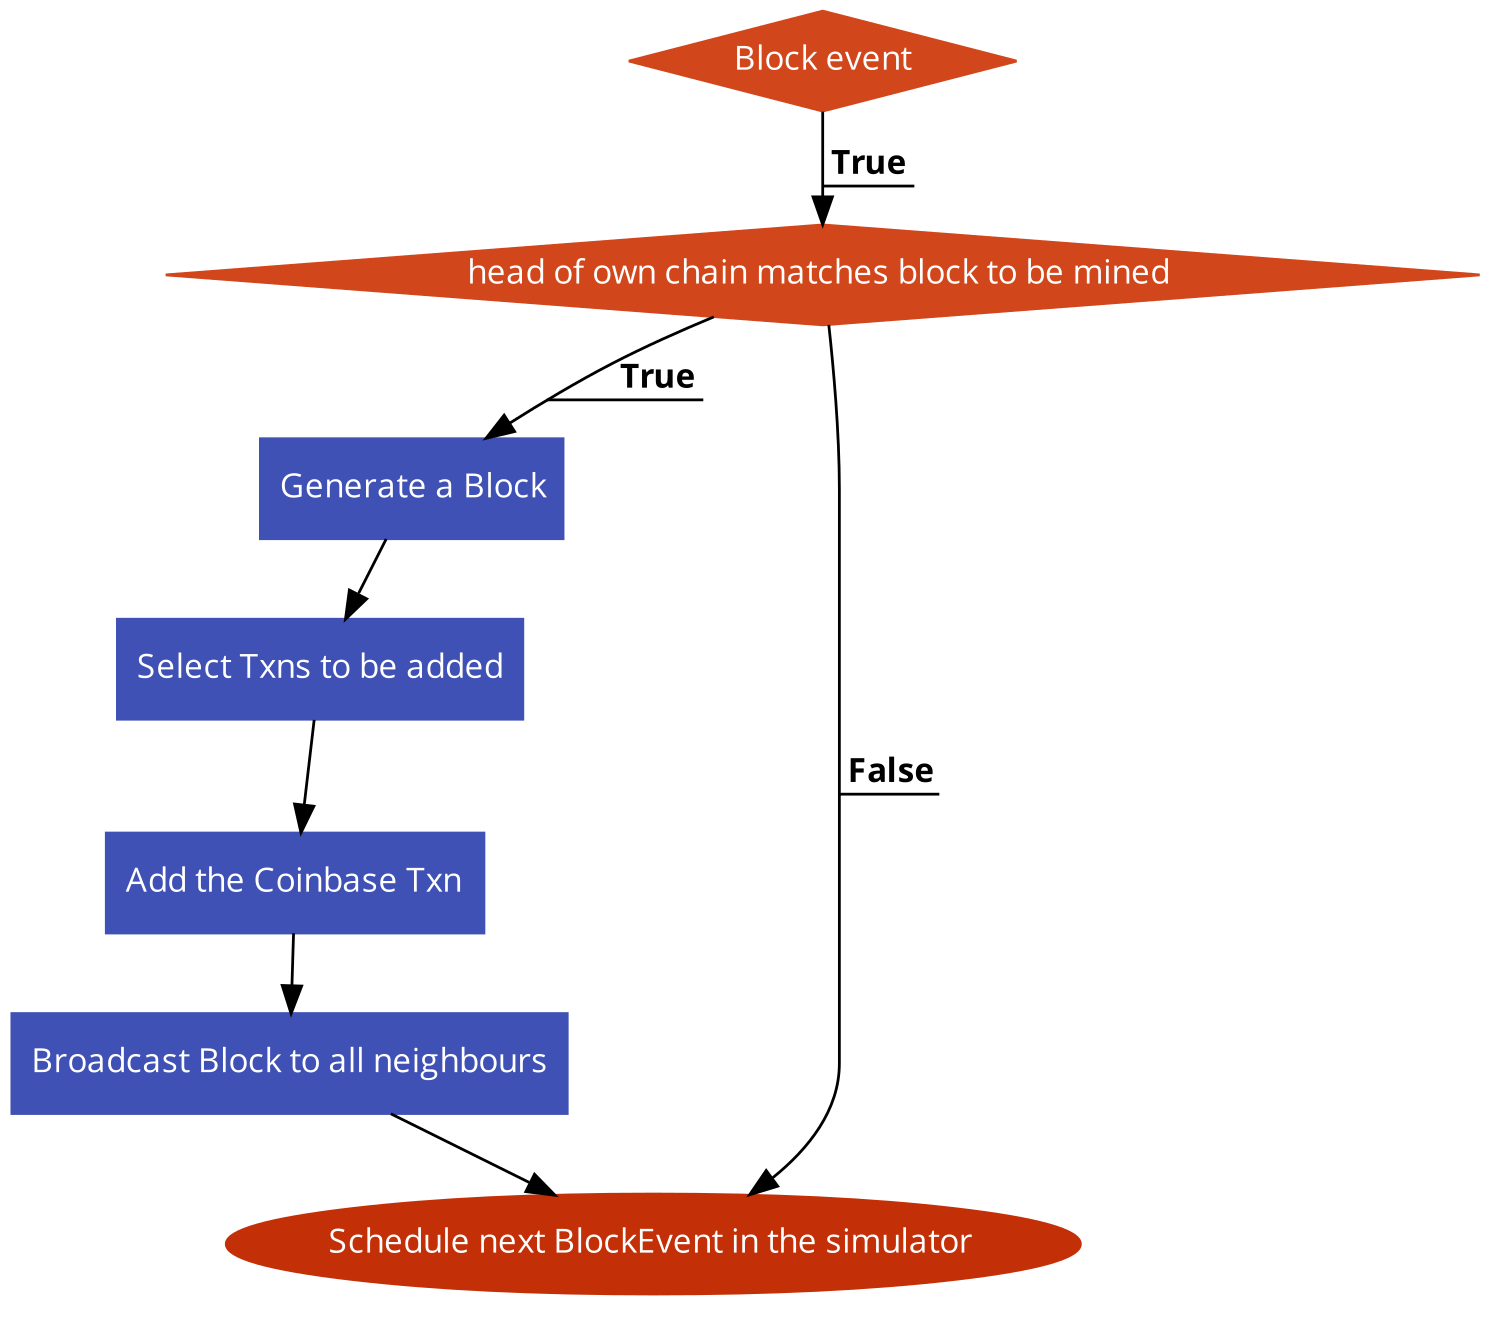 Block event
True
head of own chain matches block to be mined
True
Generate a Block
Select Txns to be added
False
Add the Coinbase Txn
Broadcast Block to all neighbours
Schedule next BlockEvent in the simulator